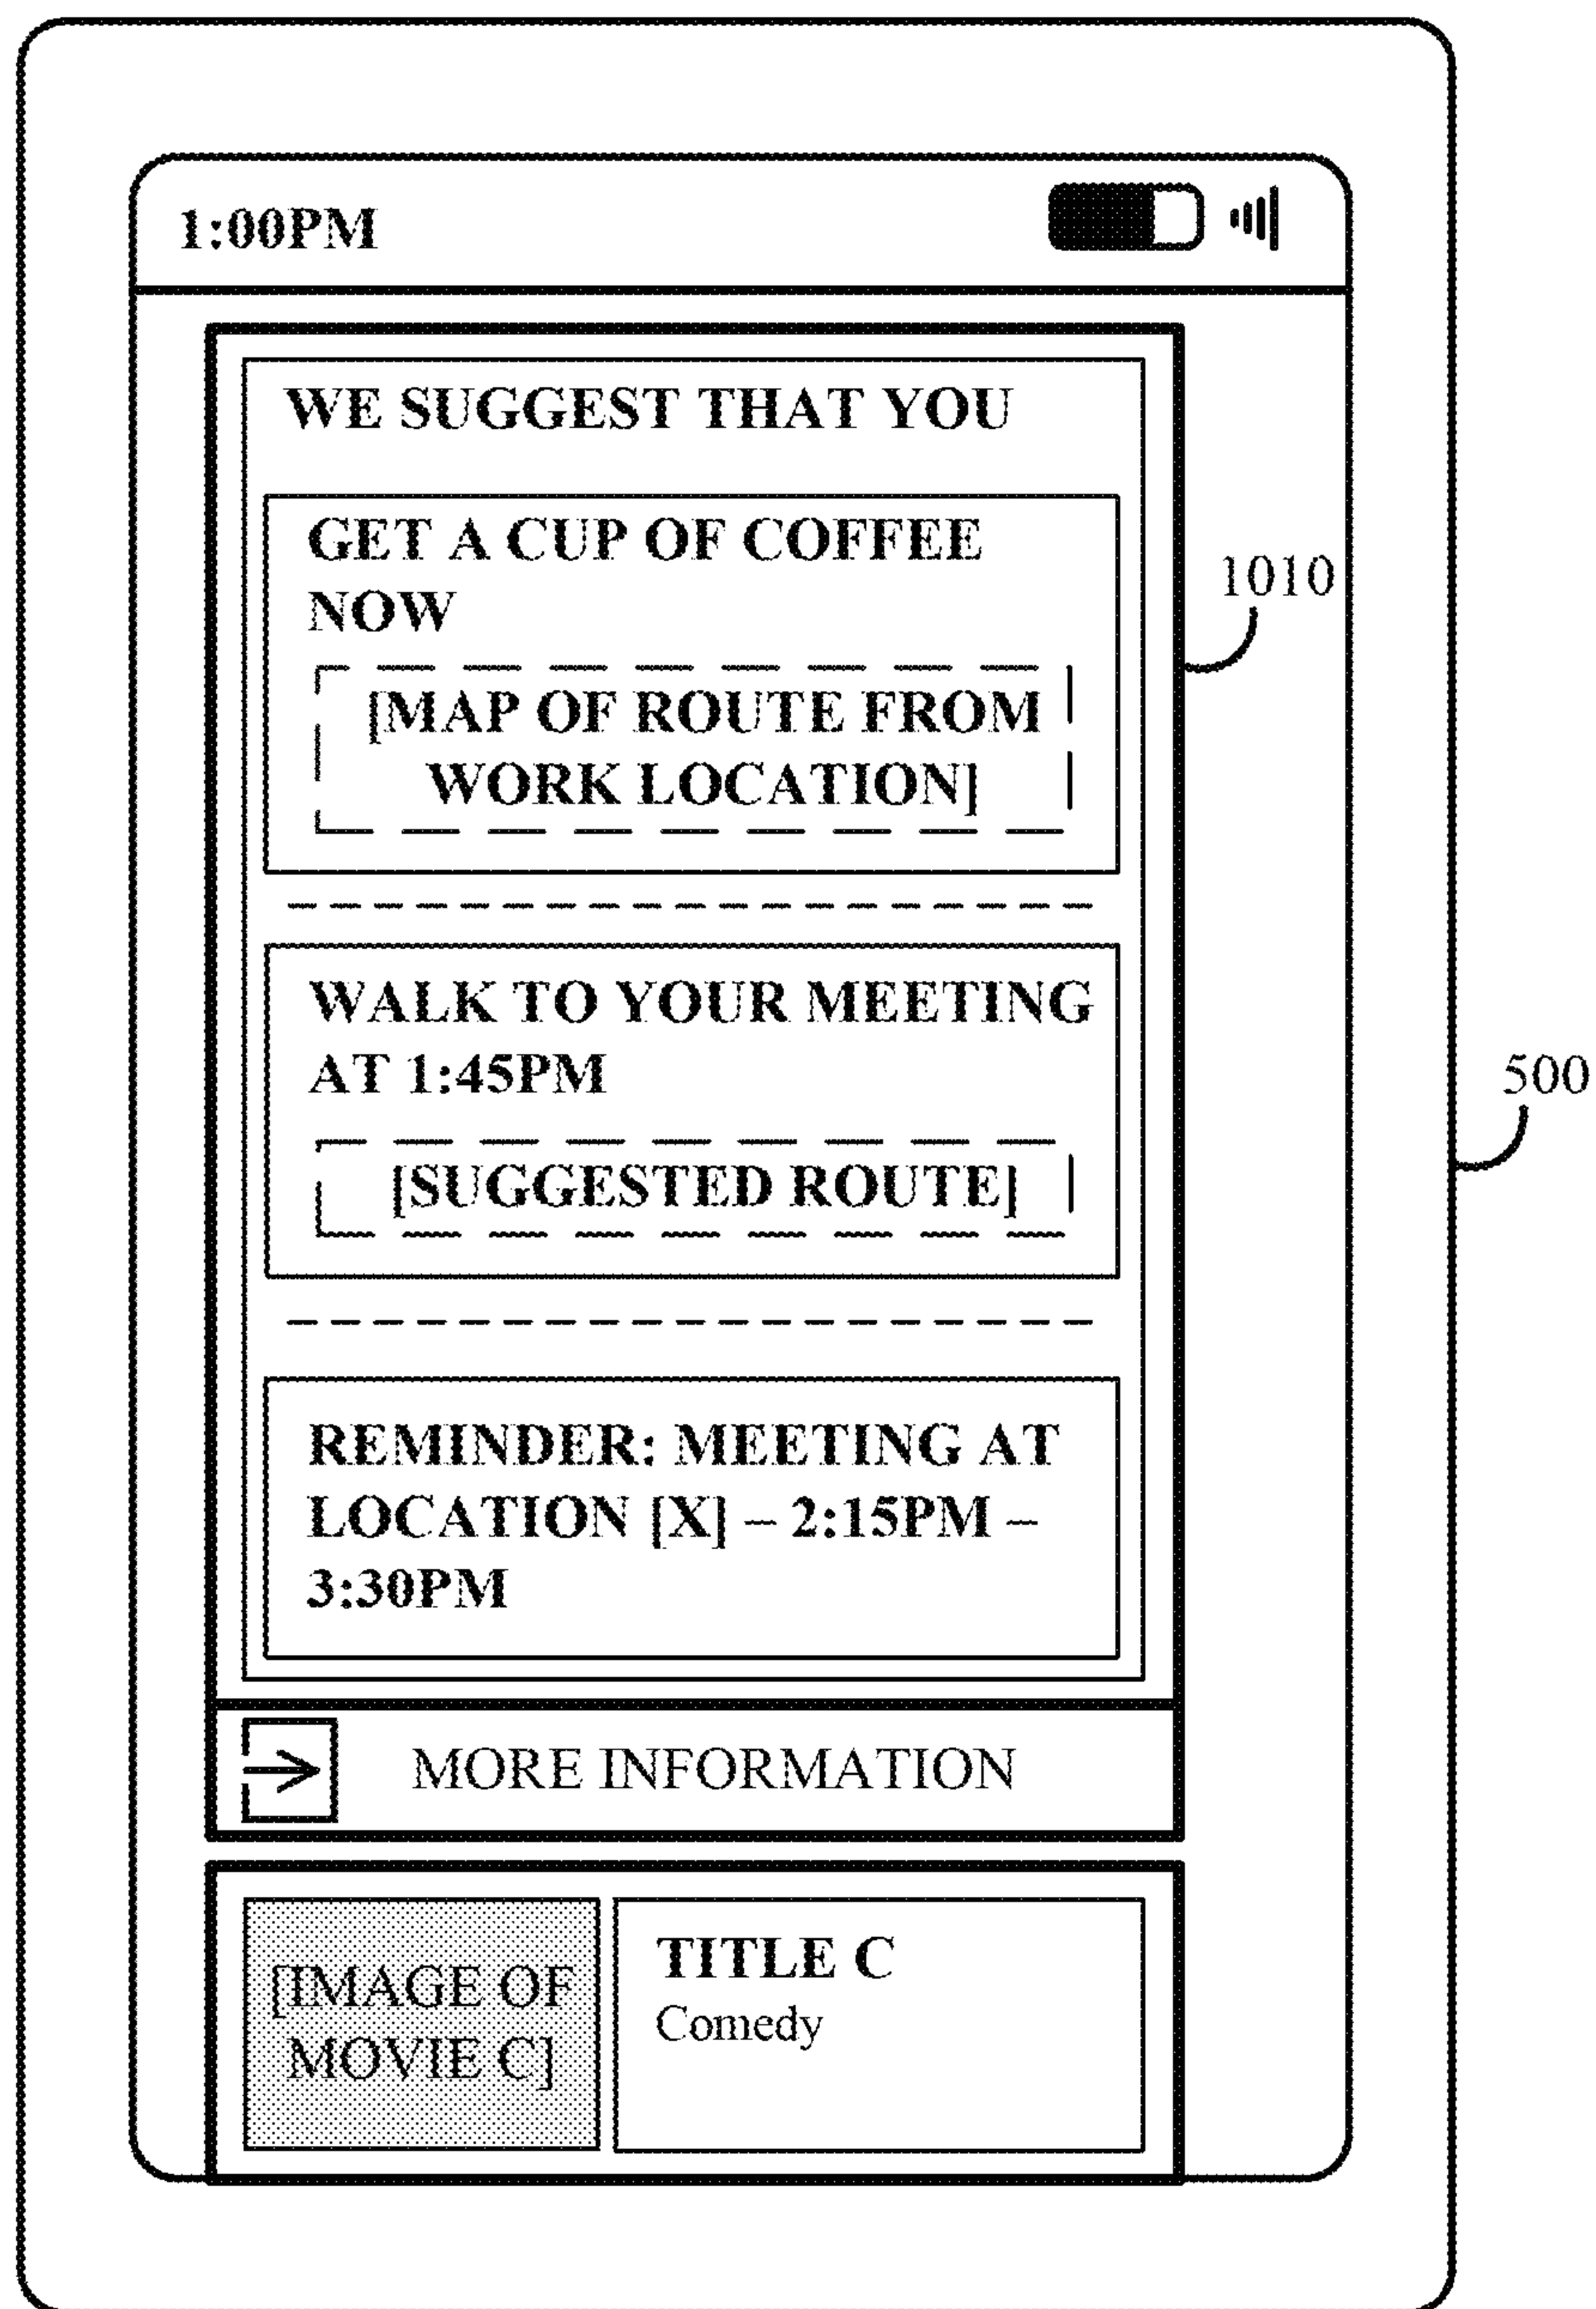 1:00PM
WE SUGGEST THAT YOU
GET A CUP OF COFFEE
NOW
[MAP OF ROUTE FROM
WORK LOCATION]
1010
WALK TO YOUR MEETING
AT 1:45PM
[SUGGESTED ROUTE]
500
REMINDER: MEETING AT
LOCATION [X] – 2:15PM –
3:30PM
MORE INFORMATION
[IMAGE OF
MOVIE C]
TITLE C
Comedy